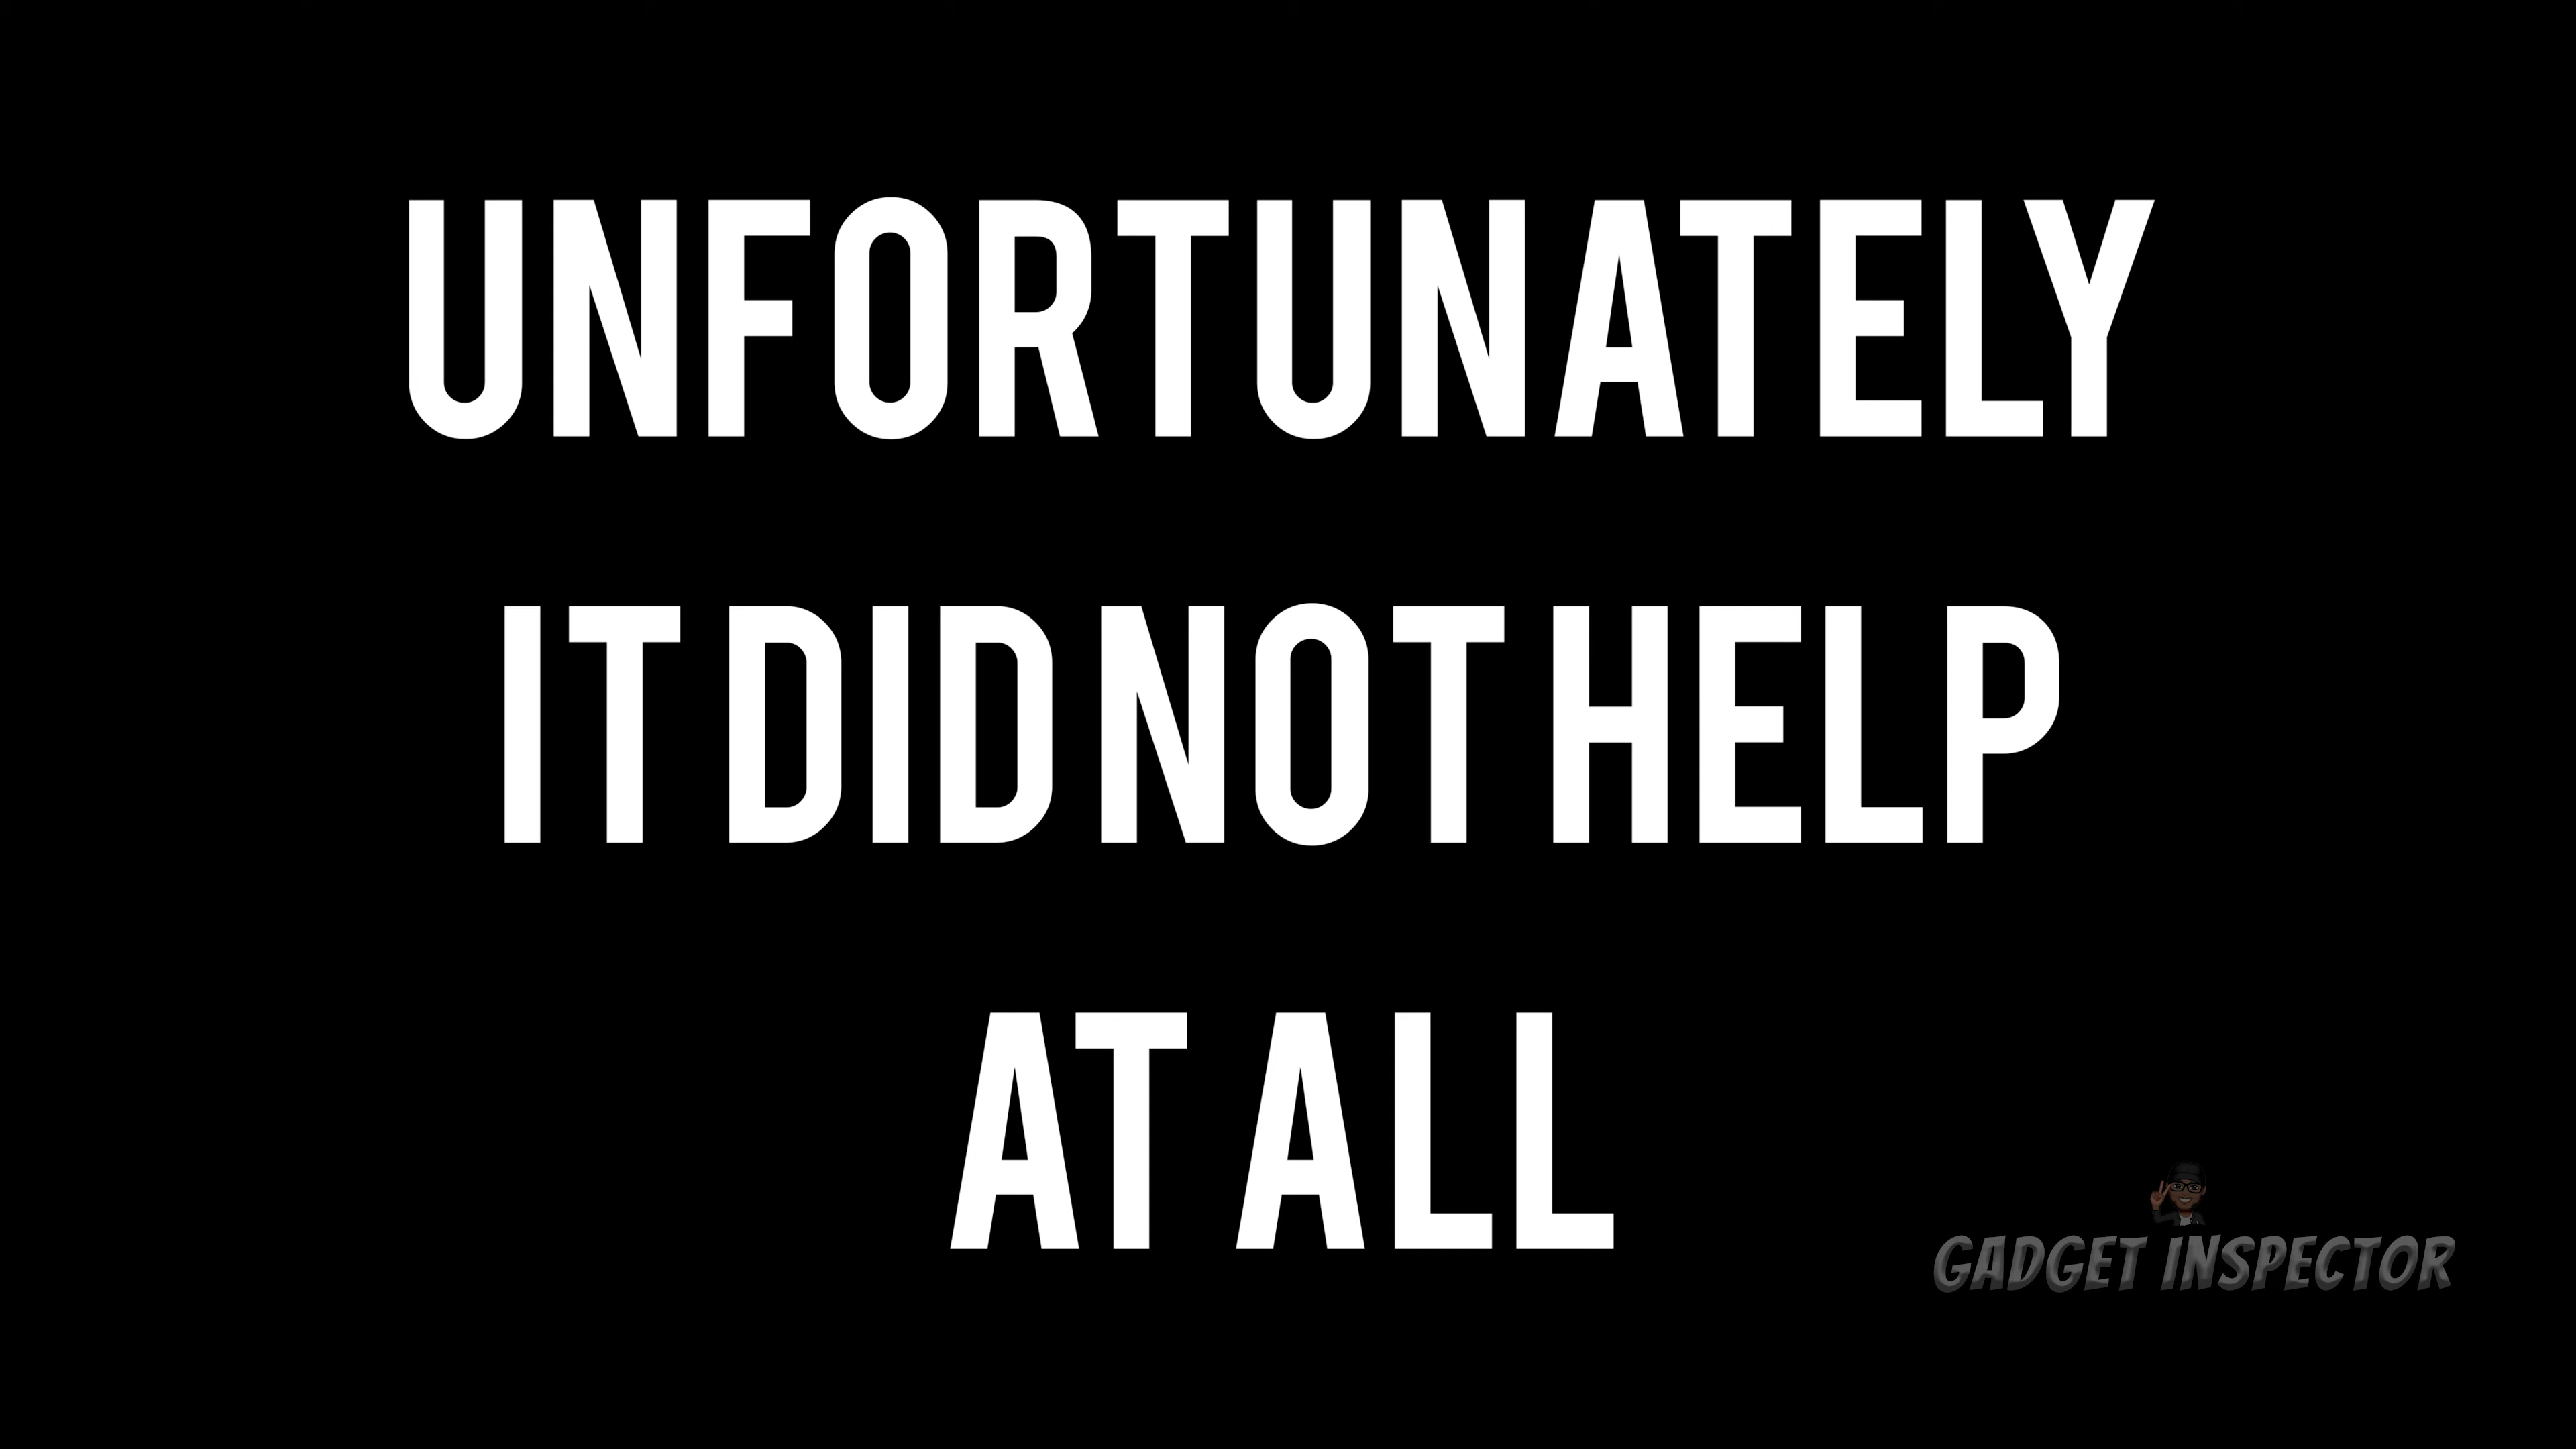 UNFORTUNATELY
IT DID NOT HELP
AT ALL
GADGET INSPECTOR